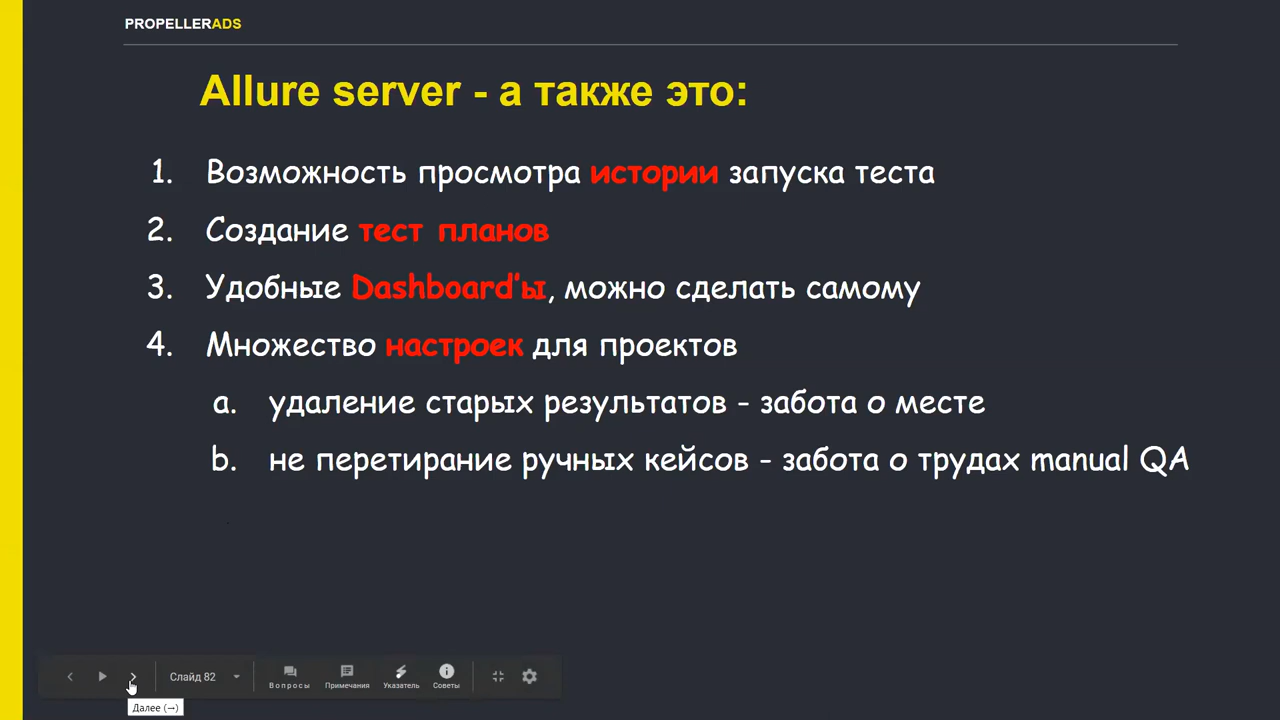 PROPELLERADS
Allure server - а также это:
1. Возможность просмотра истории запуска теста
2. Создание тест планов
3. Удобные Dashboard'ы, можно сделать самому
4. Множество настроек для проектов
a. удаление старых результатов - забота о месте
b. не перетирание ручных кейсов - забота о трудах manual QA
Слайд 82
Вопросы Примечания Указатель Советы
Далее (→)